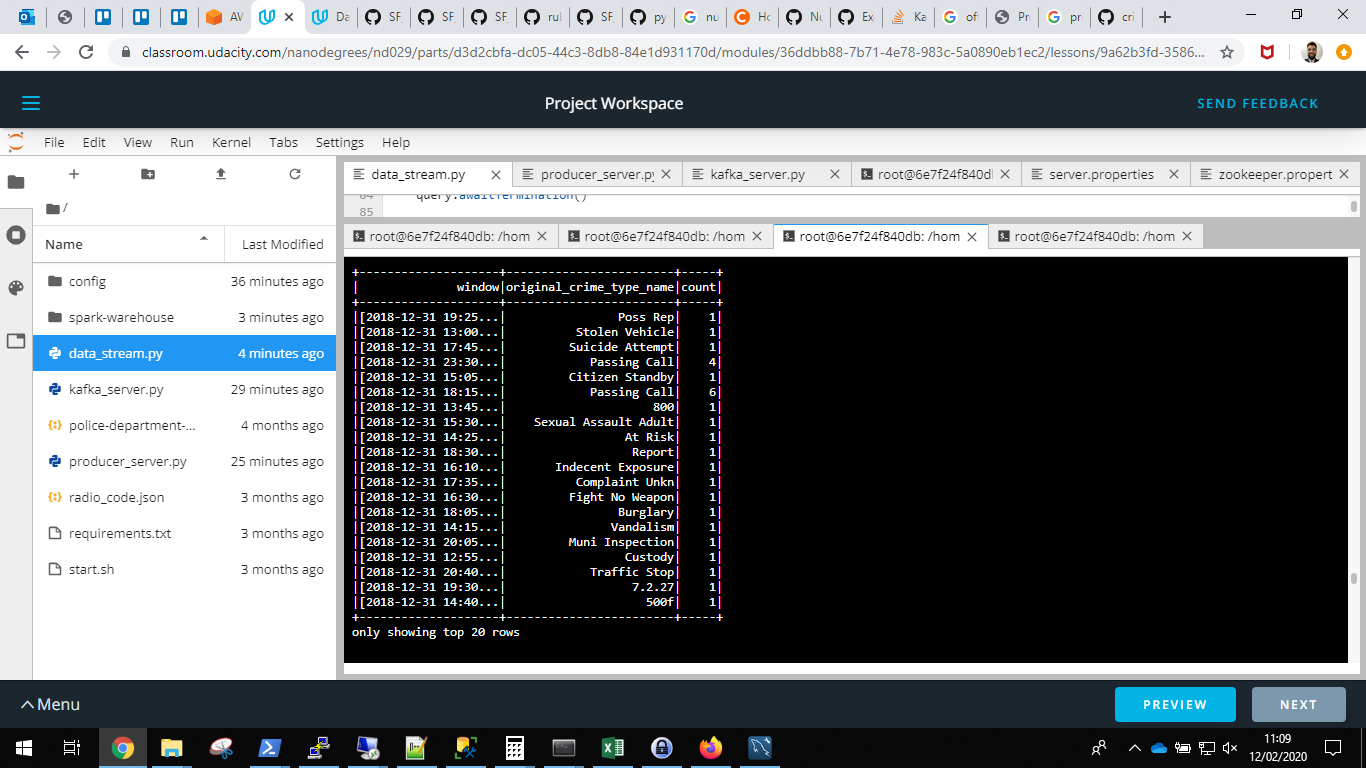 AV
Da
SF
SF
SF
rul
SF
py
nu
Ho
Nu
Ex
Ka
of
Pr
pr
cri
classroom.udacity.com/nanodegrees/nd029/parts/d3d2cbfa-dc05-44c3-8db8-84e1d931170d/modules/36ddbb88-7b71-4e78-983c-5a0890eb1ec2/lessons/9a62b3fd-3586...
Project Workspace
SEND FEEDBACK
File Edit View Run Kernel Tabs Settings Help
data_stream.py
producer_server.py
kafka_server.py
root@6e7f24f840db
server.properties
zookeeper.propert
/
84 query.awaitTermination()
85
Name Last Modified
root@6e7f24f840db: /hom
root@6e7f24f840db: /hom
root@6e7f24f840db: /hom
root@6e7f24f840db: /hom
config 36 minutes ago
spark-warehouse 3 minutes ago
data_stream.py 4 minutes ago
kafka_server.py 29 minutes ago
police-department-... 4 months ago
producer_server.py 25 minutes ago
radio_code.json 3 months ago
requirements.txt 3 months ago
start.sh 3 months ago
+--------------------+------------------------+-----+
| window|original_crime_type_name|count|
+--------------------+------------------------+-----+
|[2018-12-31 19:25...| Poss Rep| 1|
|[2018-12-31 13:00...| Stolen Vehicle| 1|
|[2018-12-31 17:45...| Suicide Attempt| 1|
|[2018-12-31 23:30...| Passing Call| 4|
|[2018-12-31 15:05...| Citizen Standby| 1|
|[2018-12-31 18:15...| Passing Call| 6|
|[2018-12-31 13:45...| 800| 1|
|[2018-12-31 15:30...| Sexual Assault Adult| 1|
|[2018-12-31 14:25...| At Risk| 1|
|[2018-12-31 18:30...| Report| 1|
|[2018-12-31 16:10...| Indecent Exposure| 1|
|[2018-12-31 17:35...| Complaint Unkn| 1|
|[2018-12-31 16:30...| Fight No Weapon| 1|
|[2018-12-31 18:05...| Burglary| 1|
|[2018-12-31 14:15...| Vandalism| 1|
|[2018-12-31 20:05...| Muni Inspection| 1|
|[2018-12-31 12:55...| Custody| 1|
|[2018-12-31 20:40...| Traffic Stop| 1|
|[2018-12-31 19:30...| 7.2.27| 1|
|[2018-12-31 14:40...| 500f| 1|
+--------------------+------------------------+-----+
only showing top 20 rows
Menu
PREVIEW
NEXT
11:09
12/02/2020